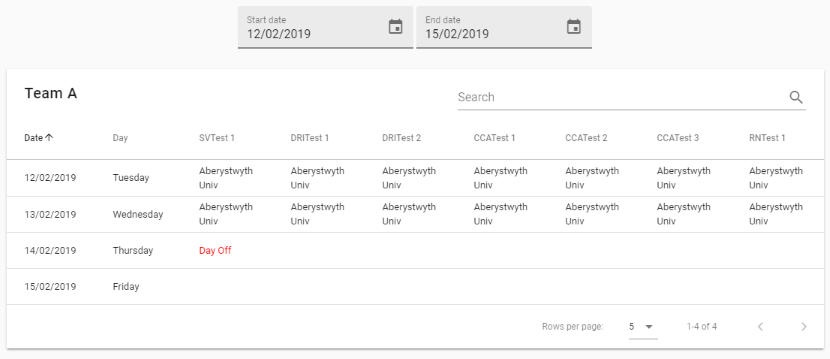 Start date End date
12/02/2019 15/02/2019
Team A
Search
Date Day SVTest 1 DRITest 1 DRITest 2 CCATest 1 CCATest 2 CCATest 3 RNTest 1
12/02/2019 Tuesday Aberystwyth Univ Aberystwyth Univ Aberystwyth Univ Aberystwyth Univ Aberystwyth Univ Aberystwyth Univ Aberystwyth Univ
13/02/2019 Wednesday Aberystwyth Univ Aberystwyth Univ Aberystwyth Univ Aberystwyth Univ Aberystwyth Univ Aberystwyth Univ Aberystwyth Univ
14/02/2019 Thursday Day Off
15/02/2019 Friday
Rows per page: 5 1-4 of 4